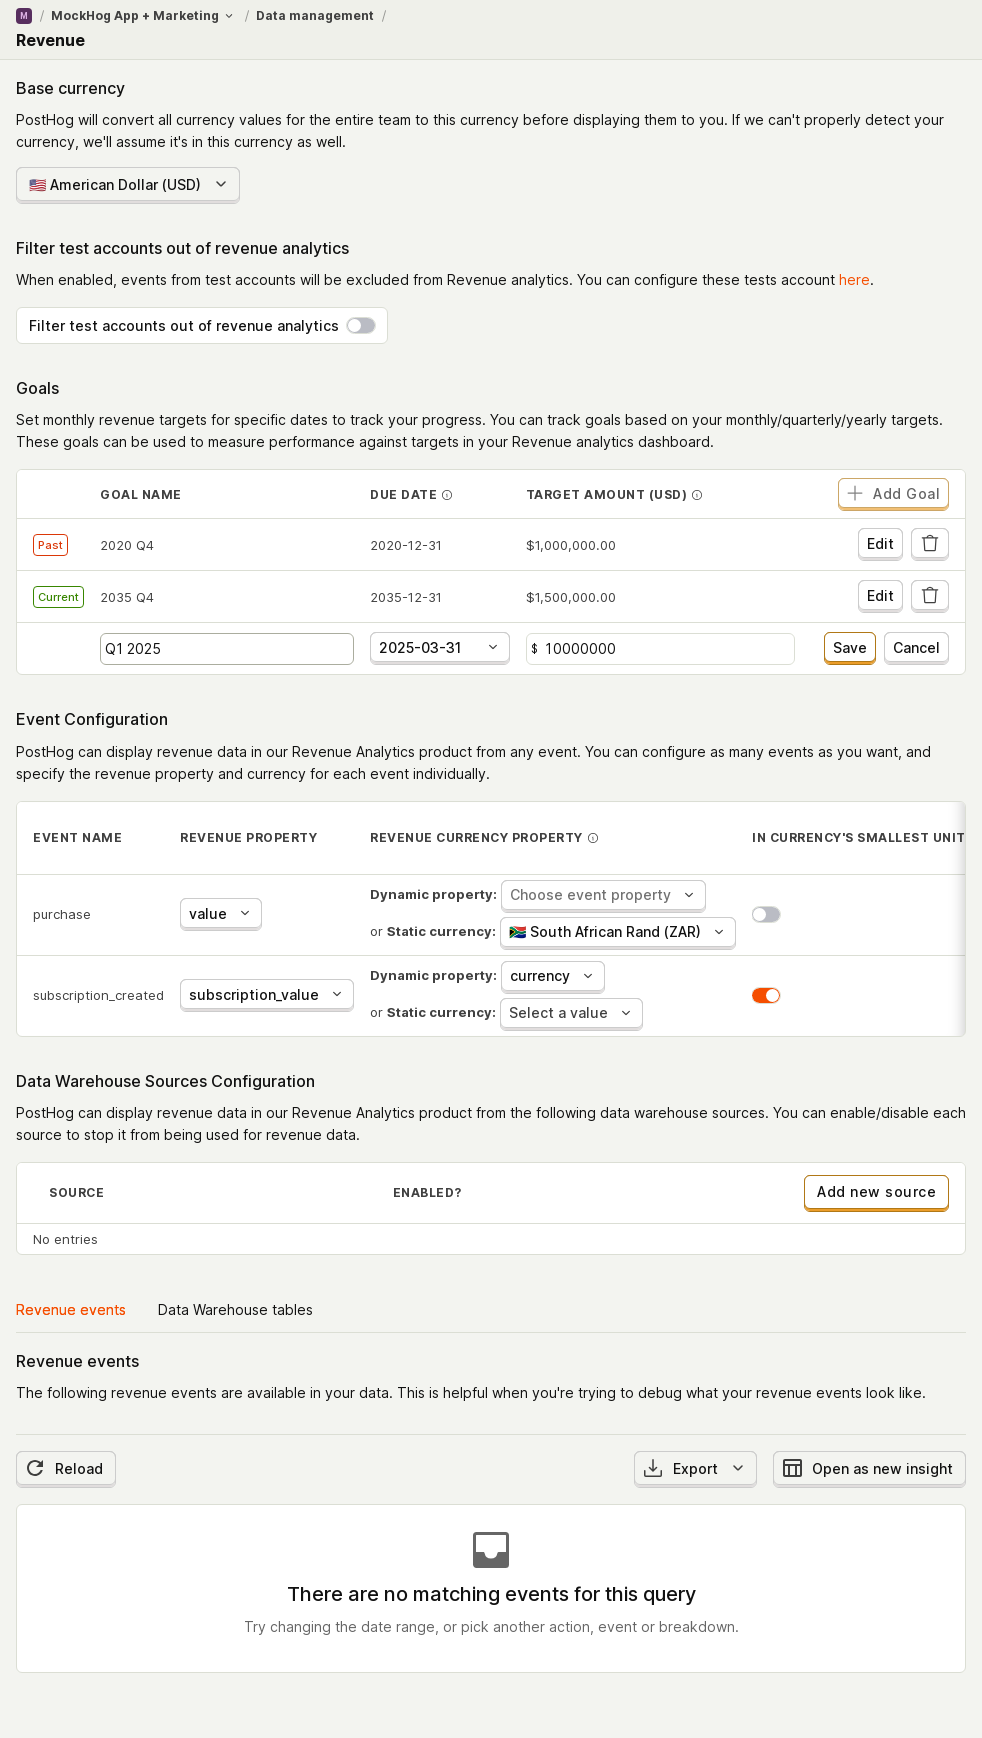 M / MockHog App + Marketing / Data management /
Revenue
Base currency
PostHog will convert all currency values for the entire team to this currency before displaying them to you. If we can't properly detect your
currency, we'll assume it's in this currency as well.
🇺🇸 American Dollar (USD)
Filter test accounts out of revenue analytics
When enabled, events from test accounts will be excluded from Revenue analytics. You can configure these tests account here.
Filter test accounts out of revenue analytics
Goals
Set monthly revenue targets for specific dates to track your progress. You can track goals based on your monthly/quarterly/yearly targets.
These goals can be used to measure performance against targets in your Revenue analytics dashboard.
GOAL NAME DUE DATE TARGET AMOUNT (USD) Add Goal
Past 2020 Q4 2020-12-31 $1,000,000.00 Edit
Current 2035 Q4 2035-12-31 $1,500,000.00 Edit
Q1 2025 2025-03-31 $ 10000000 Save Cancel
Event Configuration
PostHog can display revenue data in our Revenue Analytics product from any event. You can configure as many events as you want, and
specify the revenue property and currency for each event individually.
EVENT NAME REVENUE PROPERTY REVENUE CURRENCY PROPERTY IN CURRENCY'S SMALLEST UNIT
purchase value Dynamic property: Choose event property
or Static currency: 🇿🇦 South African Rand (ZAR)
subscription_created subscription_value Dynamic property: currency
or Static currency: Select a value
Data Warehouse Sources Configuration
PostHog can display revenue data in our Revenue Analytics product from the following data warehouse sources. You can enable/disable each
source to stop it from being used for revenue data.
SOURCE ENABLED? Add new source
No entries
Revenue events Data Warehouse tables
Revenue events
The following revenue events are available in your data. This is helpful when you're trying to debug what your revenue events look like.
Reload Export Open as new insight
There are no matching events for this query
Try changing the date range, or pick another action, event or breakdown.